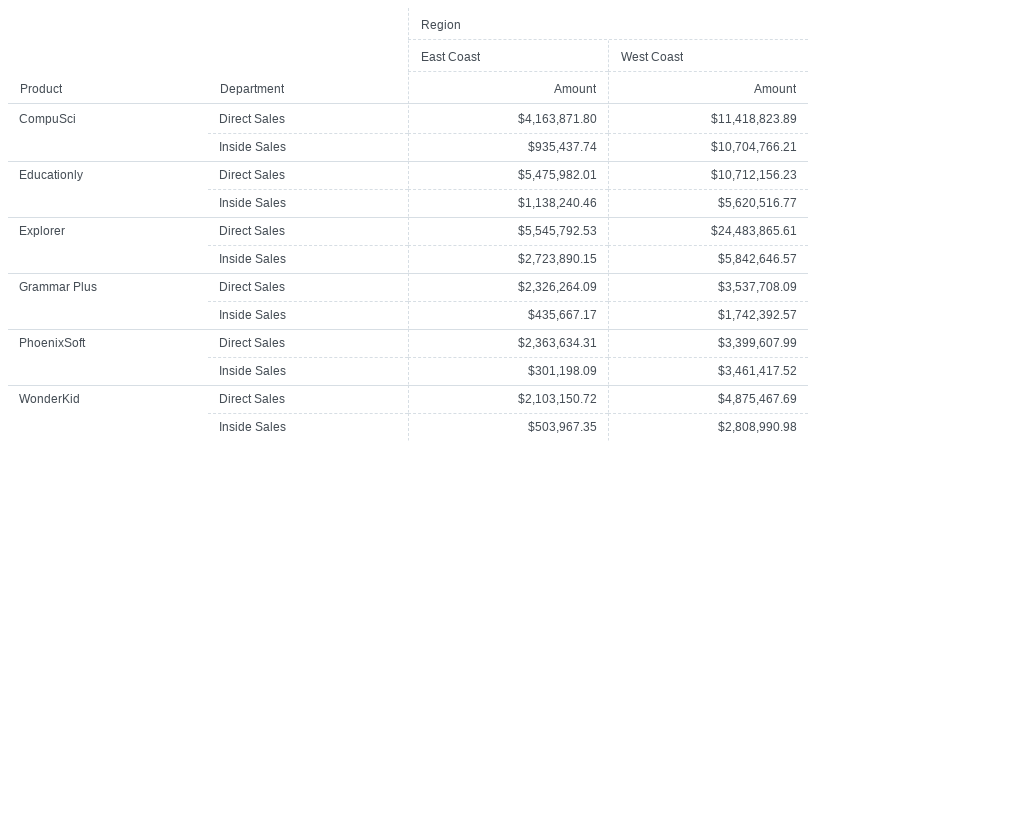 Region
East Coast West Coast
Product Department Amount Amount
CompuSci Direct Sales $4,163,871.80 $11,418,823.89
Inside Sales $935,437.74 $10,704,766.21
Educationly Direct Sales $5,475,982.01 $10,712,156.23
Inside Sales $1,138,240.46 $5,620,516.77
Explorer Direct Sales $5,545,792.53 $24,483,865.61
Inside Sales $2,723,890.15 $5,842,646.57
Grammar Plus Direct Sales $2,326,264.09 $3,537,708.09
Inside Sales $435,667.17 $1,742,392.57
PhoenixSoft Direct Sales $2,363,634.31 $3,399,607.99
Inside Sales $301,198.09 $3,461,417.52
WonderKid Direct Sales $2,103,150.72 $4,875,467.69
Inside Sales $503,967.35 $2,808,990.98